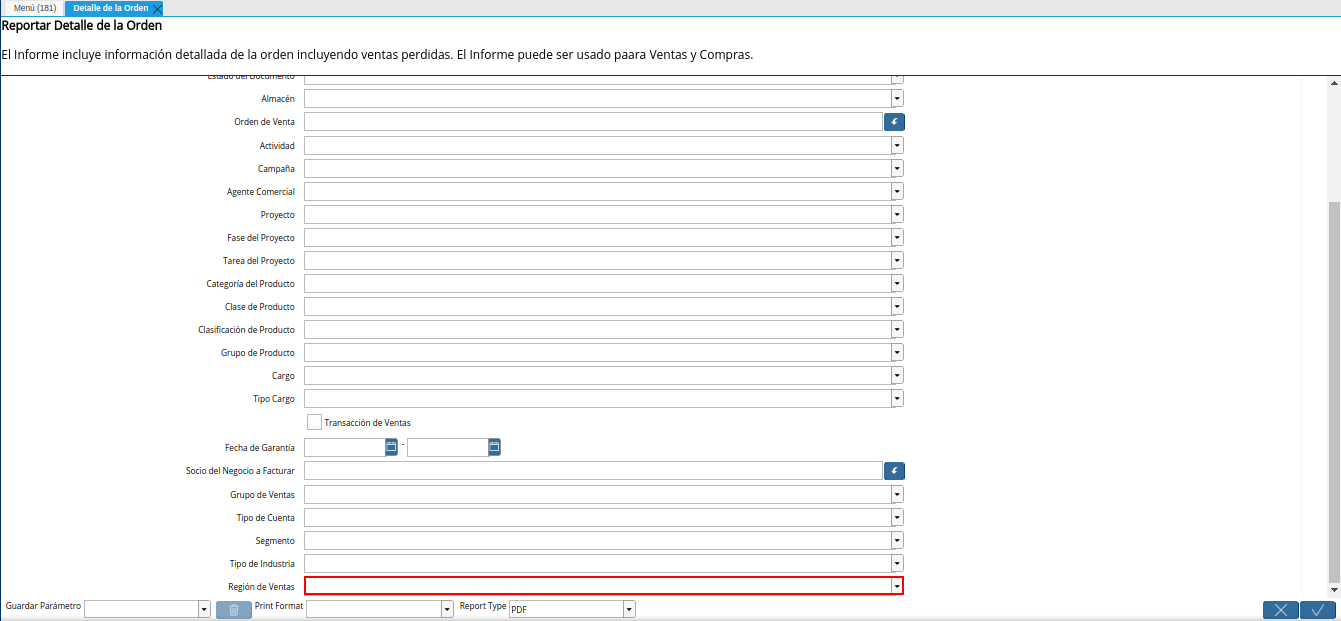 Menú (181)
Detalle de la Orden
Reportar Detalle de la Orden
El Informe incluye información detallada de la orden incluyendo ventas perdidas. El Informe puede ser usado paara Ventas y Compras.
Estado del Documento
Almacén
Orden de Venta
Actividad
Campaña
Agente Comercial
Proyecto
Fase del Proyecto
Tarea del Proyecto
Categoría del Producto
Clase de Producto
Clasificación de Producto
Grupo de Producto
Cargo
Tipo Cargo
Transacción de Ventas
Fecha de Garantía -
Socio del Negocio a Facturar
Grupo de Ventas
Tipo de Cuenta
Segmento
Tipo de Industria
Región de Ventas
Guardar Parámetro Print Format Report Type PDF